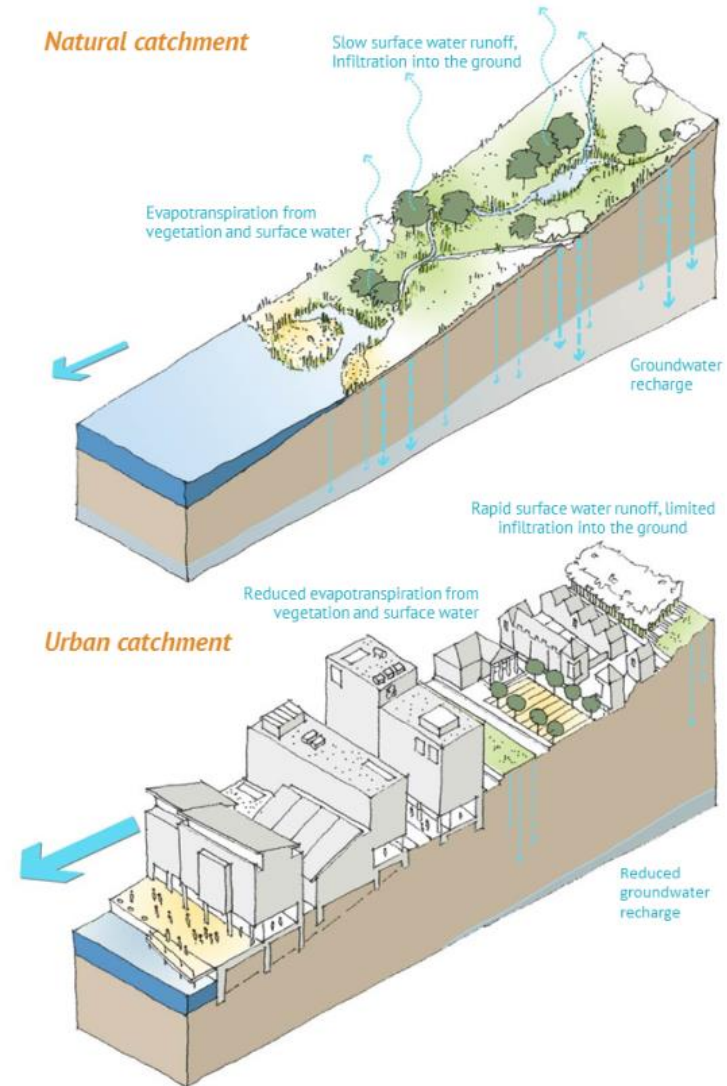 Natural catchment
Slow surface water runoff,
Infiltration into the ground
Evapotranspiration from
vegetation and surface water
Groundwater
recharge
Rapid surface water runoff, limited
infiltration into the ground
Reduced evapotranspiration from
vegetation and surface water
Urban catchment
Reduced
groundwater
recharge